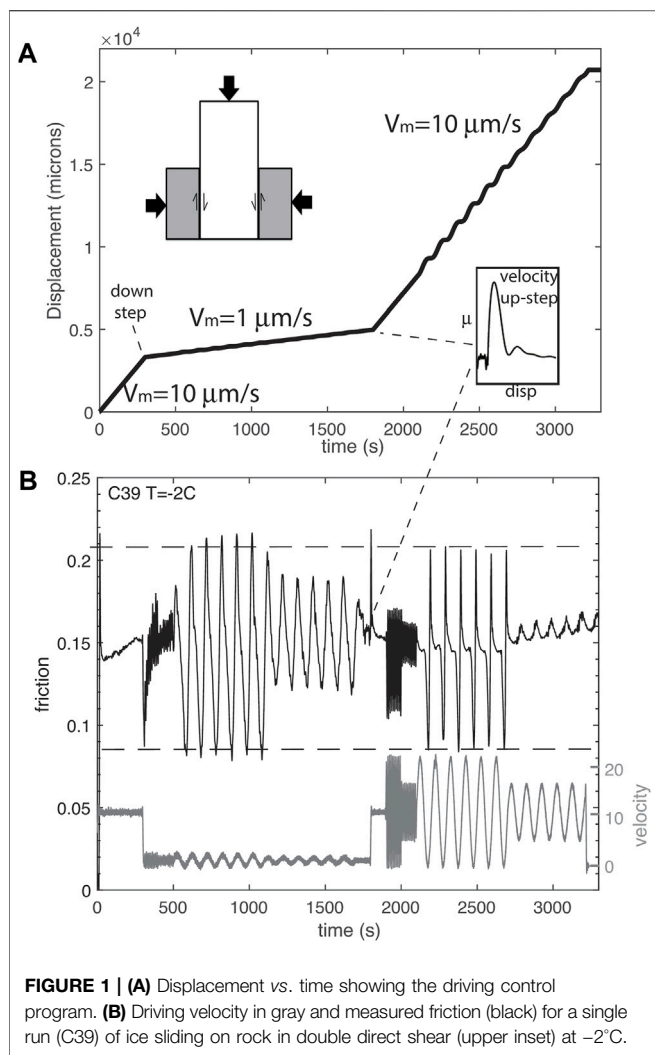 A
× 10⁴
2
1.5
1
0.5
0
Displacement (microns)
Vm=10 μm/s
down
step
Vm=1 μm/s
Vm=10 μm/s
velocity
up-step
μ
disp
500 1000 1500 2000 2500 3000
time (s)
B
C39 T=-2C
0.25
0.2
0.15
0.1
0.05
0
friction
20
10
0
velocity
0 500 1000 1500 2000 2500 3000
time (s)
FIGURE 1 | (A) Displacement vs. time showing the driving control
program. (B) Driving velocity in gray and measured friction (black) for a single
run (C39) of ice sliding on rock in double direct shear (upper inset) at −2°C.